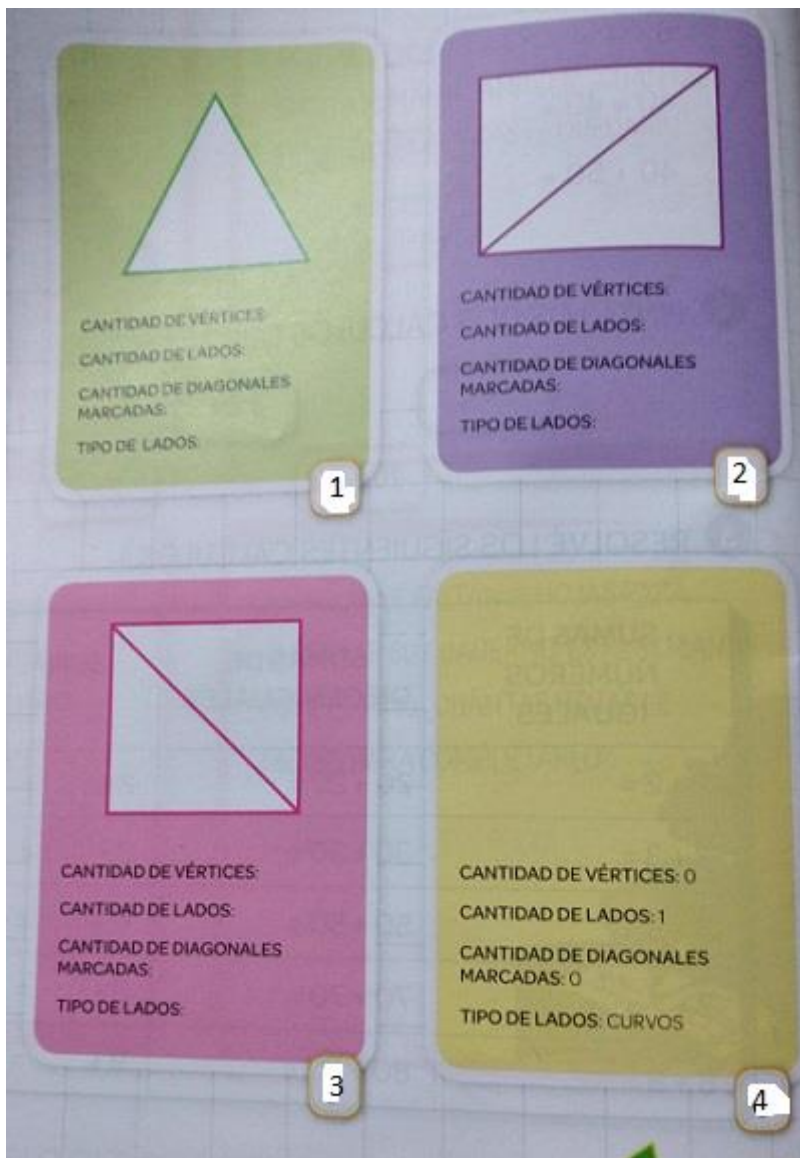 CANTIDAD DE VÉRTICES:
CANTIDAD DE LADOS:
CANTIDAD DE DIAGONALES
MARCADAS:
TIPO DE LADOS:
1
CANTIDAD DE VÉRTICES:
CANTIDAD DE LADOS:
CANTIDAD DE DIAGONALES
MARCADAS:
TIPO DE LADOS:
2
CANTIDAD DE VÉRTICES:
CANTIDAD DE LADOS:
CANTIDAD DE DIAGONALES
MARCADAS:
TIPO DE LADOS:
3
CANTIDAD DE VÉRTICES: 0
CANTIDAD DE LADOS: 1
CANTIDAD DE DIAGONALES
MARCADAS: 0
TIPO DE LADOS: CURVOS
4